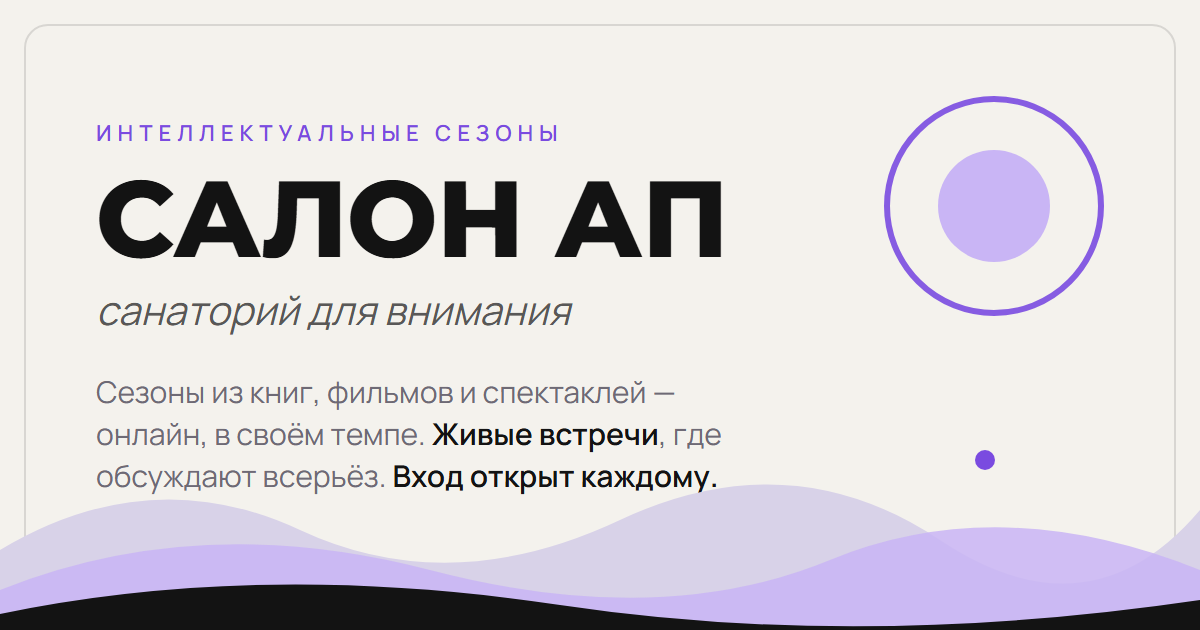 ИНТЕЛЛЕКТУАЛЬНЫЕ СЕЗОНЫ
САЛОН АП
санаторий для внимания
Сезоны из книг, фильмов и спектаклей —
онлайн, в своём темпе. Живые встречи, где
обсуждают всерьёз. Вход открыт каждому.